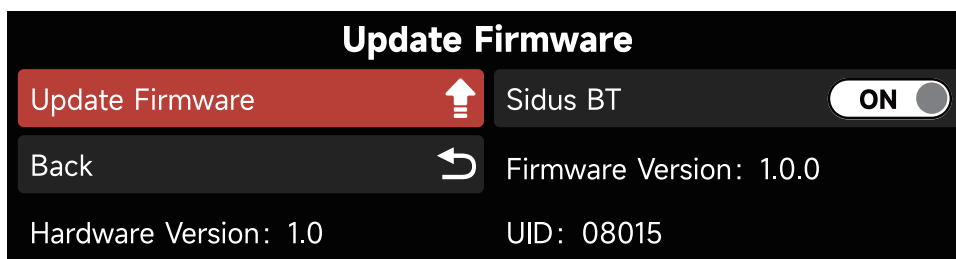 Update Firmware
Update Firmware
Sidus BT
ON
Back
Firmware Version: 1.0.0
Hardware Version: 1.0
UID: 08015